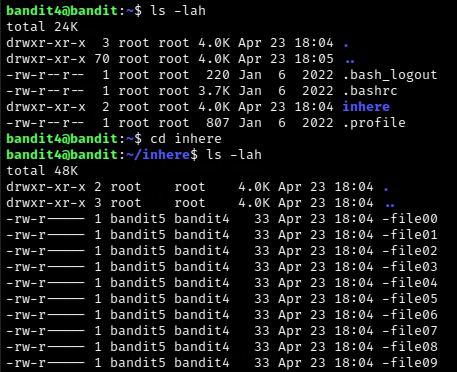 bandit4@bandit:~$ ls -lah
total 24K
drwxr-xr-x  3 root root 4.0K Apr 23 18:04 .
drwxr-xr-x 70 root root 4.0K Apr 23 18:05 ..
-rw-r--r--  1 root root  220 Jan  6  2022 .bash_logout
-rw-r--r--  1 root root 3.7K Jan  6  2022 .bashrc
drwxr-xr-x  2 root root 4.0K Apr 23 18:04 inhere
-rw-r--r--  1 root root  807 Jan  6  2022 .profile
bandit4@bandit:~$ cd inhere
bandit4@bandit:~/inhere$ ls -lah
total 48K
drwxr-xr-x 2 root    root    4.0K Apr 23 18:04 .
drwxr-xr-x 3 root    root    4.0K Apr 23 18:04 ..
-rw-r----- 1 bandit5 bandit4   33 Apr 23 18:04 -file00
-rw-r----- 1 bandit5 bandit4   33 Apr 23 18:04 -file01
-rw-r----- 1 bandit5 bandit4   33 Apr 23 18:04 -file02
-rw-r----- 1 bandit5 bandit4   33 Apr 23 18:04 -file03
-rw-r----- 1 bandit5 bandit4   33 Apr 23 18:04 -file04
-rw-r----- 1 bandit5 bandit4   33 Apr 23 18:04 -file05
-rw-r----- 1 bandit5 bandit4   33 Apr 23 18:04 -file06
-rw-r----- 1 bandit5 bandit4   33 Apr 23 18:04 -file07
-rw-r----- 1 bandit5 bandit4   33 Apr 23 18:04 -file08
-rw-r----- 1 bandit5 bandit4   33 Apr 23 18:04 -file09